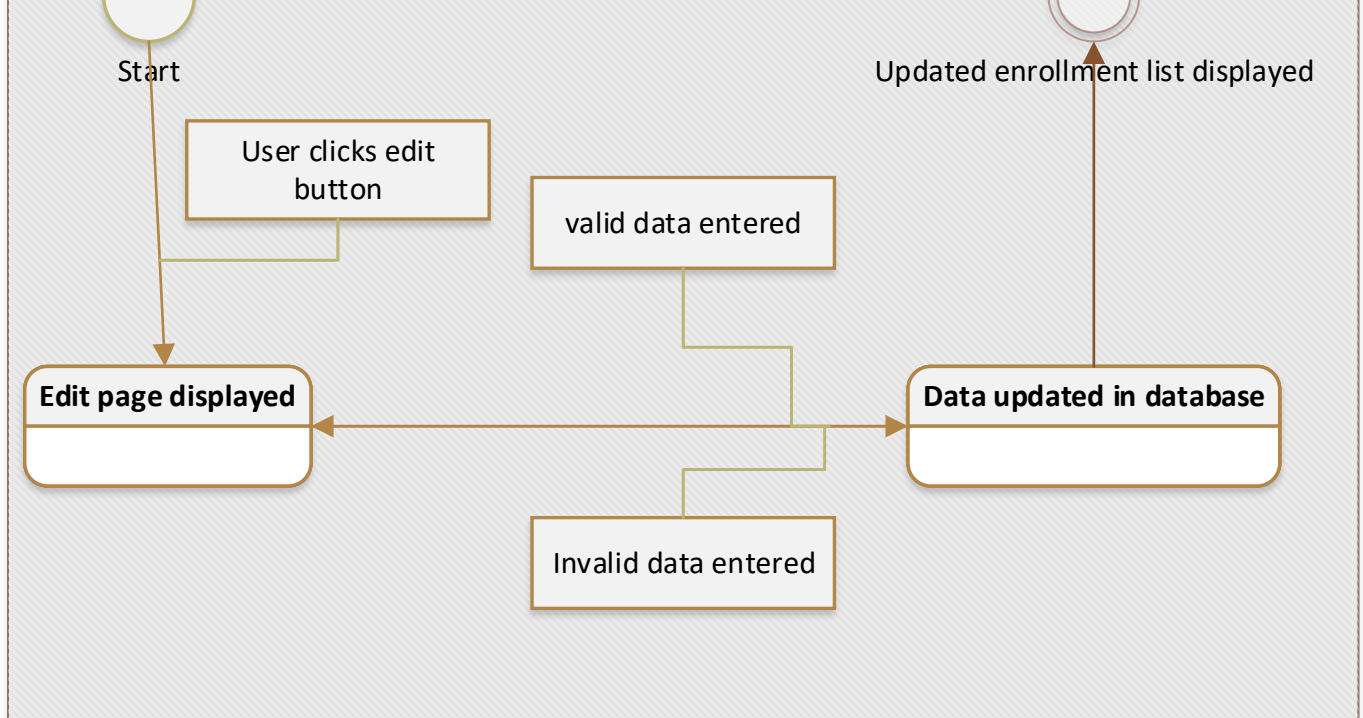 Start
Updated enrollment list displayed
User clicks edit
button
valid data entered
Edit page displayed
Data updated in database
Invalid data entered